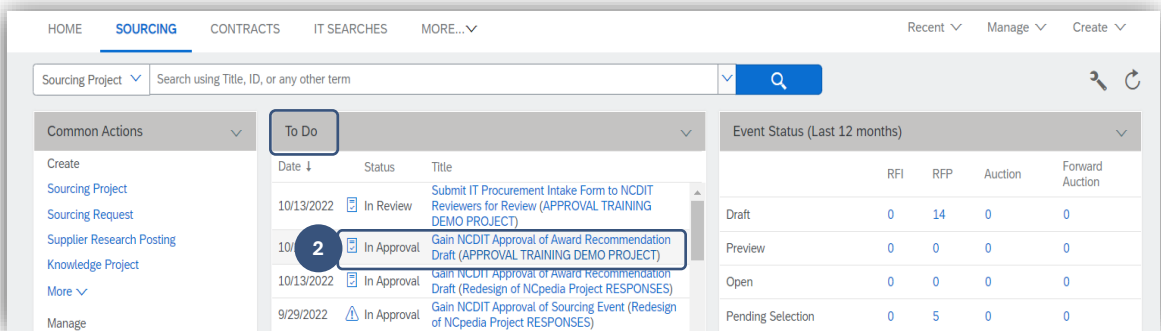 HOME SOURCING CONTRACTS IT SEARCHES MORE... Recent Manage Create
Sourcing Project Search using Title, ID, or any other term
Common Actions
Create
Sourcing Project
Sourcing Request
Supplier Research Posting
Knowledge Project
More
Manage
To Do
Date ↓ Status Title
10/13/2022 In Review Submit IT Procurement Intake Form to NCDIT
Reviewers for Review (APPROVAL TRAINING
DEMO PROJECT)
10/ 2 In Approval Gain NCDIT Approval of Award Recommendation
Draft (APPROVAL TRAINING DEMO PROJECT)
10/13/2022 In Approval Gain NCDIT Approval of Award Recommendation
Draft (Redesign of NCpedia Project RESPONSES)
9/29/2022 In Approval Gain NCDIT Approval of Sourcing Event (Redesign
of NCpedia Project RESPONSES)
Event Status (Last 12 months)
RFI RFP Auction Forward
Auction
Draft 0 14 0 0
Preview 0 0 0 0
Open 0 0 0 0
Pending Selection 0 5 0 0